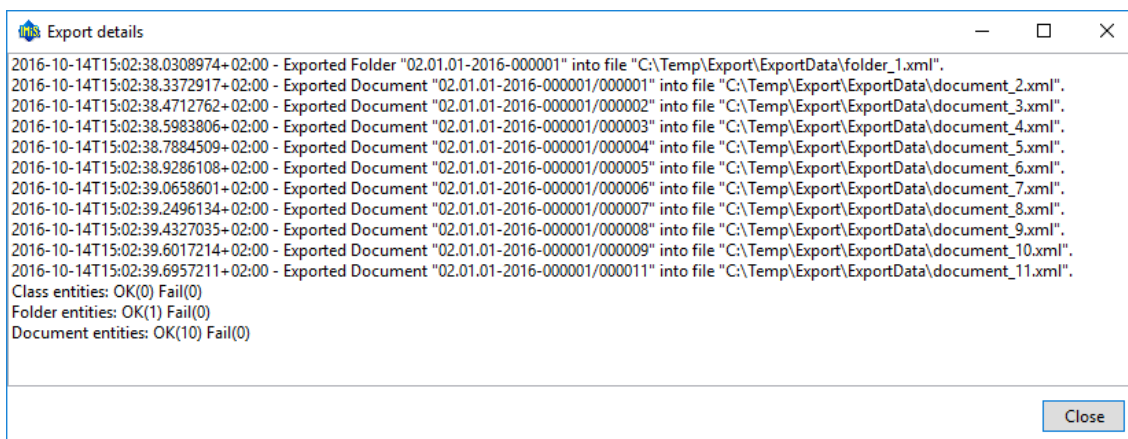 IMiS Export details
2016-10-14T15:02:38.0308974+02:00 - Exported Folder "02.01.01-2016-000001" into file "C:\Temp\Export\ExportData\folder_1.xml".
2016-10-14T15:02:38.3372917+02:00 - Exported Document "02.01.01-2016-000001/000001" into file "C:\Temp\Export\ExportData\document_2.xml".
2016-10-14T15:02:38.4712762+02:00 - Exported Document "02.01.01-2016-000001/000002" into file "C:\Temp\Export\ExportData\document_3.xml".
2016-10-14T15:02:38.5983806+02:00 - Exported Document "02.01.01-2016-000001/000003" into file "C:\Temp\Export\ExportData\document_4.xml".
2016-10-14T15:02:38.7884509+02:00 - Exported Document "02.01.01-2016-000001/000004" into file "C:\Temp\Export\ExportData\document_5.xml".
2016-10-14T15:02:38.9286108+02:00 - Exported Document "02.01.01-2016-000001/000005" into file "C:\Temp\Export\ExportData\document_6.xml".
2016-10-14T15:02:39.0658601+02:00 - Exported Document "02.01.01-2016-000001/000006" into file "C:\Temp\Export\ExportData\document_7.xml".
2016-10-14T15:02:39.2496134+02:00 - Exported Document "02.01.01-2016-000001/000007" into file "C:\Temp\Export\ExportData\document_8.xml".
2016-10-14T15:02:39.4327035+02:00 - Exported Document "02.01.01-2016-000001/000008" into file "C:\Temp\Export\ExportData\document_9.xml".
2016-10-14T15:02:39.6017214+02:00 - Exported Document "02.01.01-2016-000001/000009" into file "C:\Temp\Export\ExportData\document_10.xml".
2016-10-14T15:02:39.6957211+02:00 - Exported Document "02.01.01-2016-000001/000011" into file "C:\Temp\Export\ExportData\document_11.xml".
Class entities: OK(0) Fail(0)
Folder entities: OK(1) Fail(0)
Document entities: OK(10) Fail(0)
Close